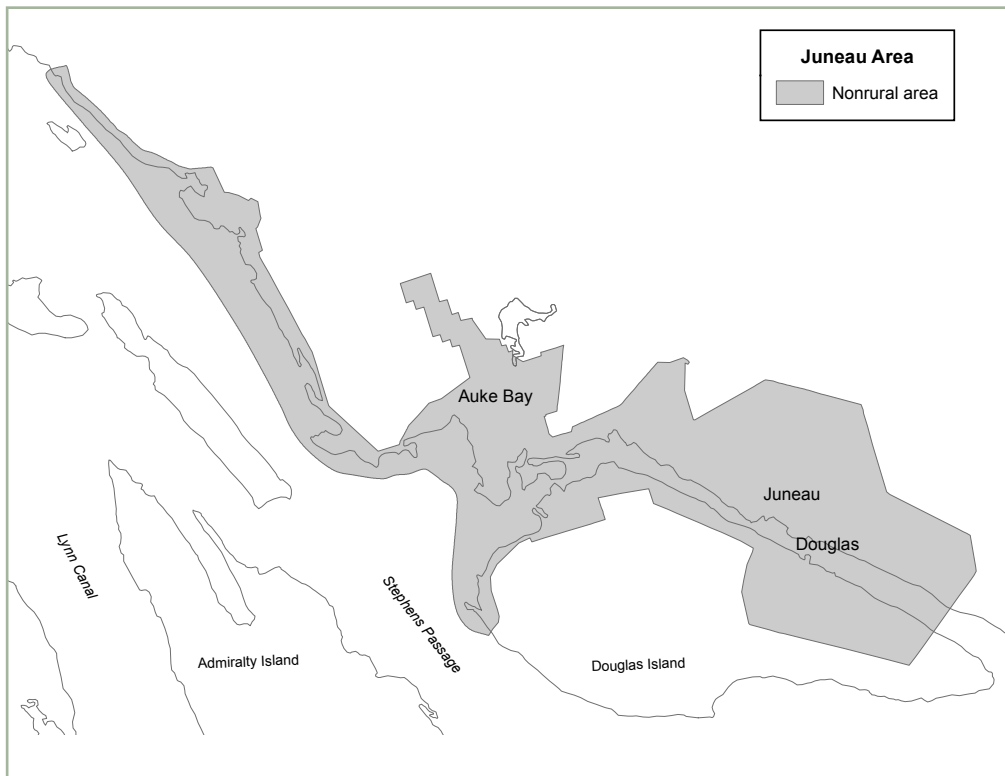 Juneau Area
Nonrural area
Auke Bay
Juneau
Douglas
Lynn Canal
Stephens Passage
Admiralty Island
Douglas Island